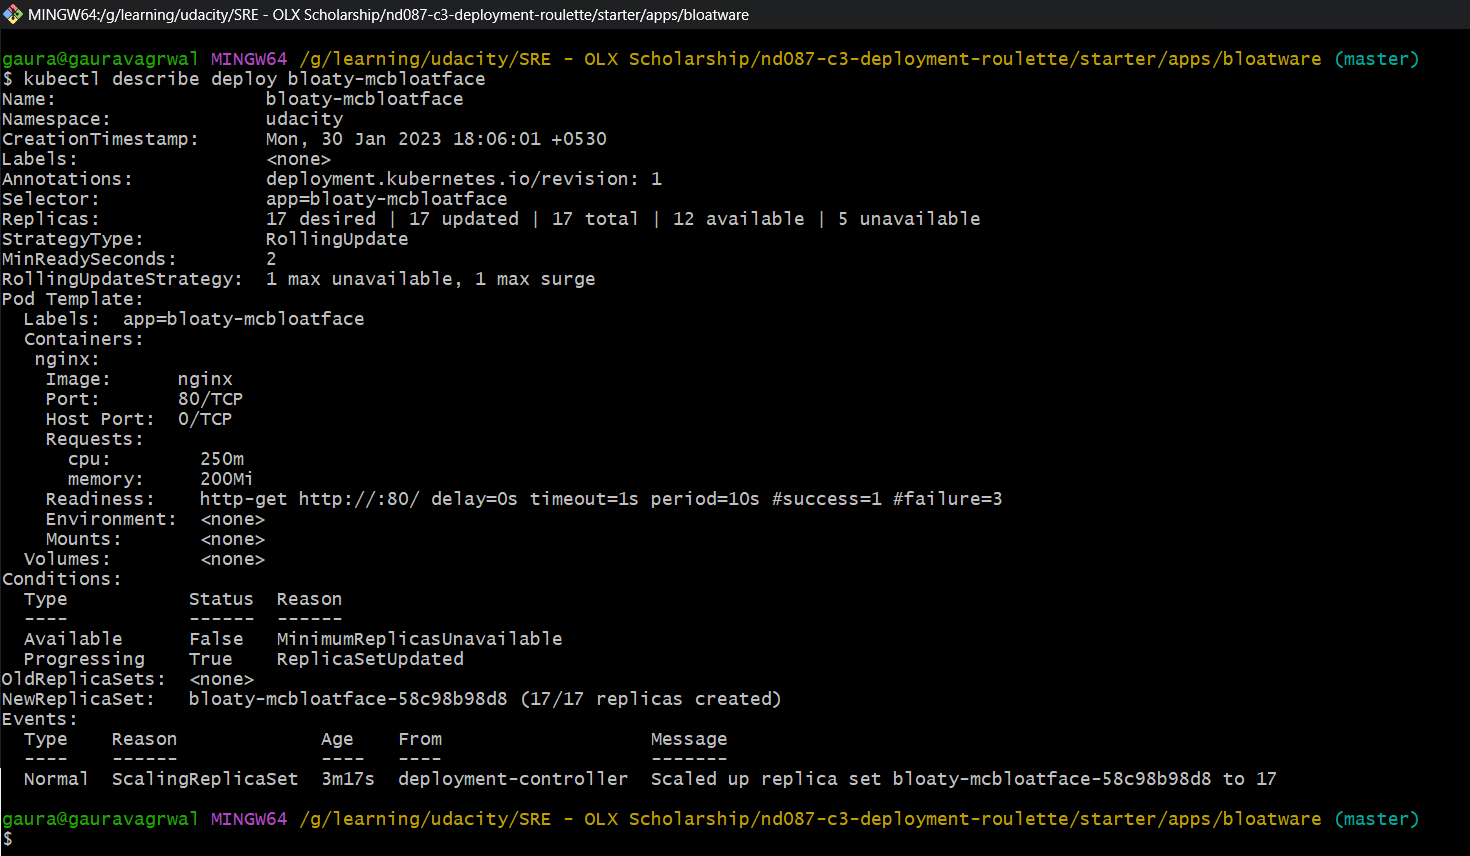 MINGW64:/g/learning/udacity/SRE - OLX Scholarship/nd087-c3-deployment-roulette/starter/apps/bloatware
gaura@gauravagrwal MINGW64 /g/learning/udacity/SRE - OLX Scholarship/nd087-c3-deployment-roulette/starter/apps/bloatware (master)
$ kubectl describe deploy bloaty-mcbloatface
Name:                   bloaty-mcbloatface
Namespace:              udacity
CreationTimestamp:      Mon, 30 Jan 2023 18:06:01 +0530
Labels:                 <none>
Annotations:            deployment.kubernetes.io/revision: 1
Selector:               app=bloaty-mcbloatface
Replicas:               17 desired | 17 updated | 17 total | 12 available | 5 unavailable
StrategyType:           RollingUpdate
MinReadySeconds:        2
RollingUpdateStrategy:  1 max unavailable, 1 max surge
Pod Template:
  Labels:  app=bloaty-mcbloatface
  Containers:
   nginx:
    Image:      nginx
    Port:       80/TCP
    Host Port:  0/TCP
    Requests:
      cpu:        250m
      memory:     200Mi
    Readiness:    http-get http://:80/ delay=0s timeout=1s period=10s #success=1 #failure=3
    Environment:  <none>
    Mounts:       <none>
  Volumes:        <none>
Conditions:
  Type           Status  Reason
  ----           ------  ------
  Available      False   MinimumReplicasUnavailable
  Progressing    True    ReplicaSetUpdated
OldReplicaSets:  <none>
NewReplicaSet:   bloaty-mcbloatface-58c98b98d8 (17/17 replicas created)
Events:
  Type    Reason             Age    From                   Message
  ----    ------             ----   ----                   -------
  Normal  ScalingReplicaSet  3m17s  deployment-controller  Scaled up replica set bloaty-mcbloatface-58c98b98d8 to 17
gaura@gauravagrwal MINGW64 /g/learning/udacity/SRE - OLX Scholarship/nd087-c3-deployment-roulette/starter/apps/bloatware (master)
$